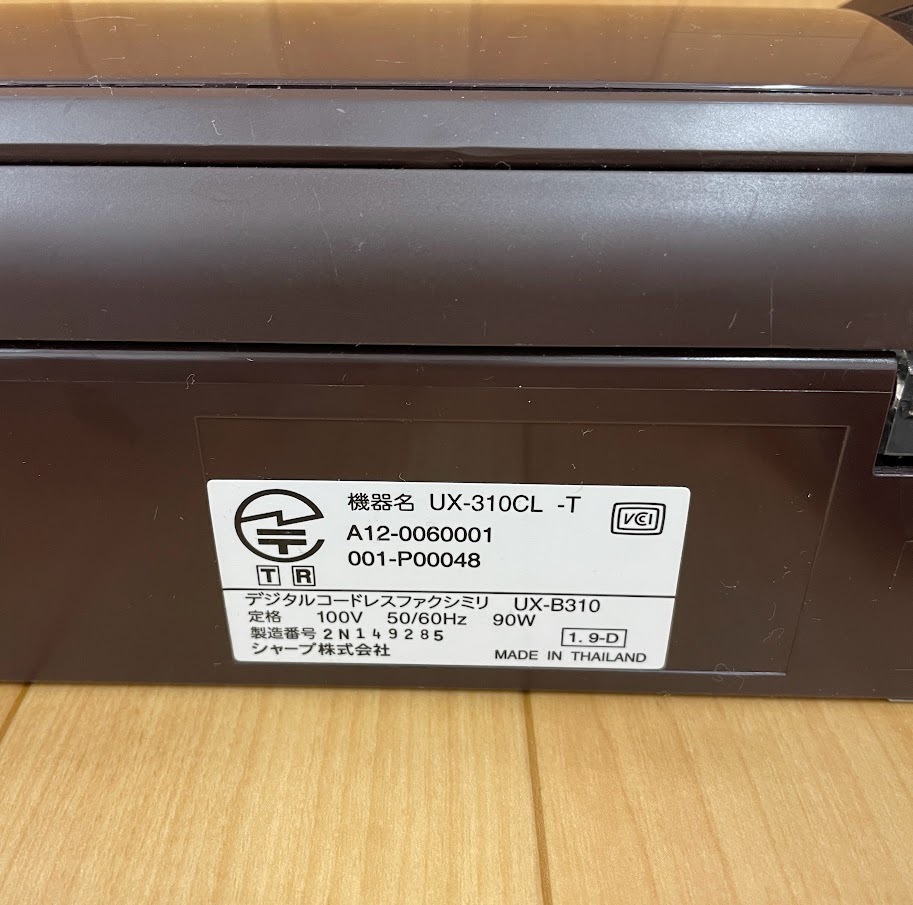 機器名 UX-310CL -T
VCCI
A12-0060001
001-P00048
T R
デジタルコードレスファクシミリ UX-B310
定格 100V 50/60Hz 90W
製造番号 2N149285
1.9-D
シャープ株式会社
MADE IN THAILAND